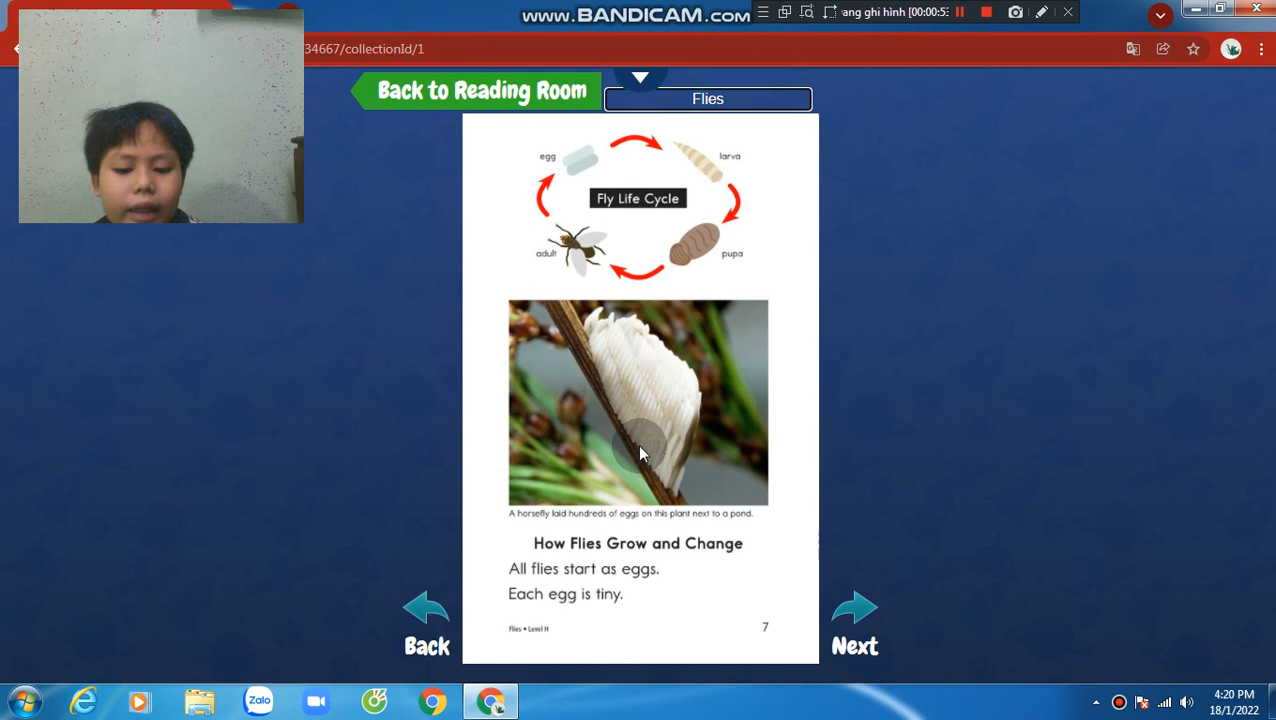 www.BANDICAM.com
ang ghi hình [00:00:5
34667/collectionId/1
Back to Reading Room
Flies
egg
larva
Fly Life Cycle
adult
pupa
A horsefly laid hundreds of eggs on this plant next to a pond.
How Flies Grow and Change
All flies start as eggs.
Each egg is tiny.
Flies • Level H
7
Back
Next
Zalo
4:20 PM
18/1/2022